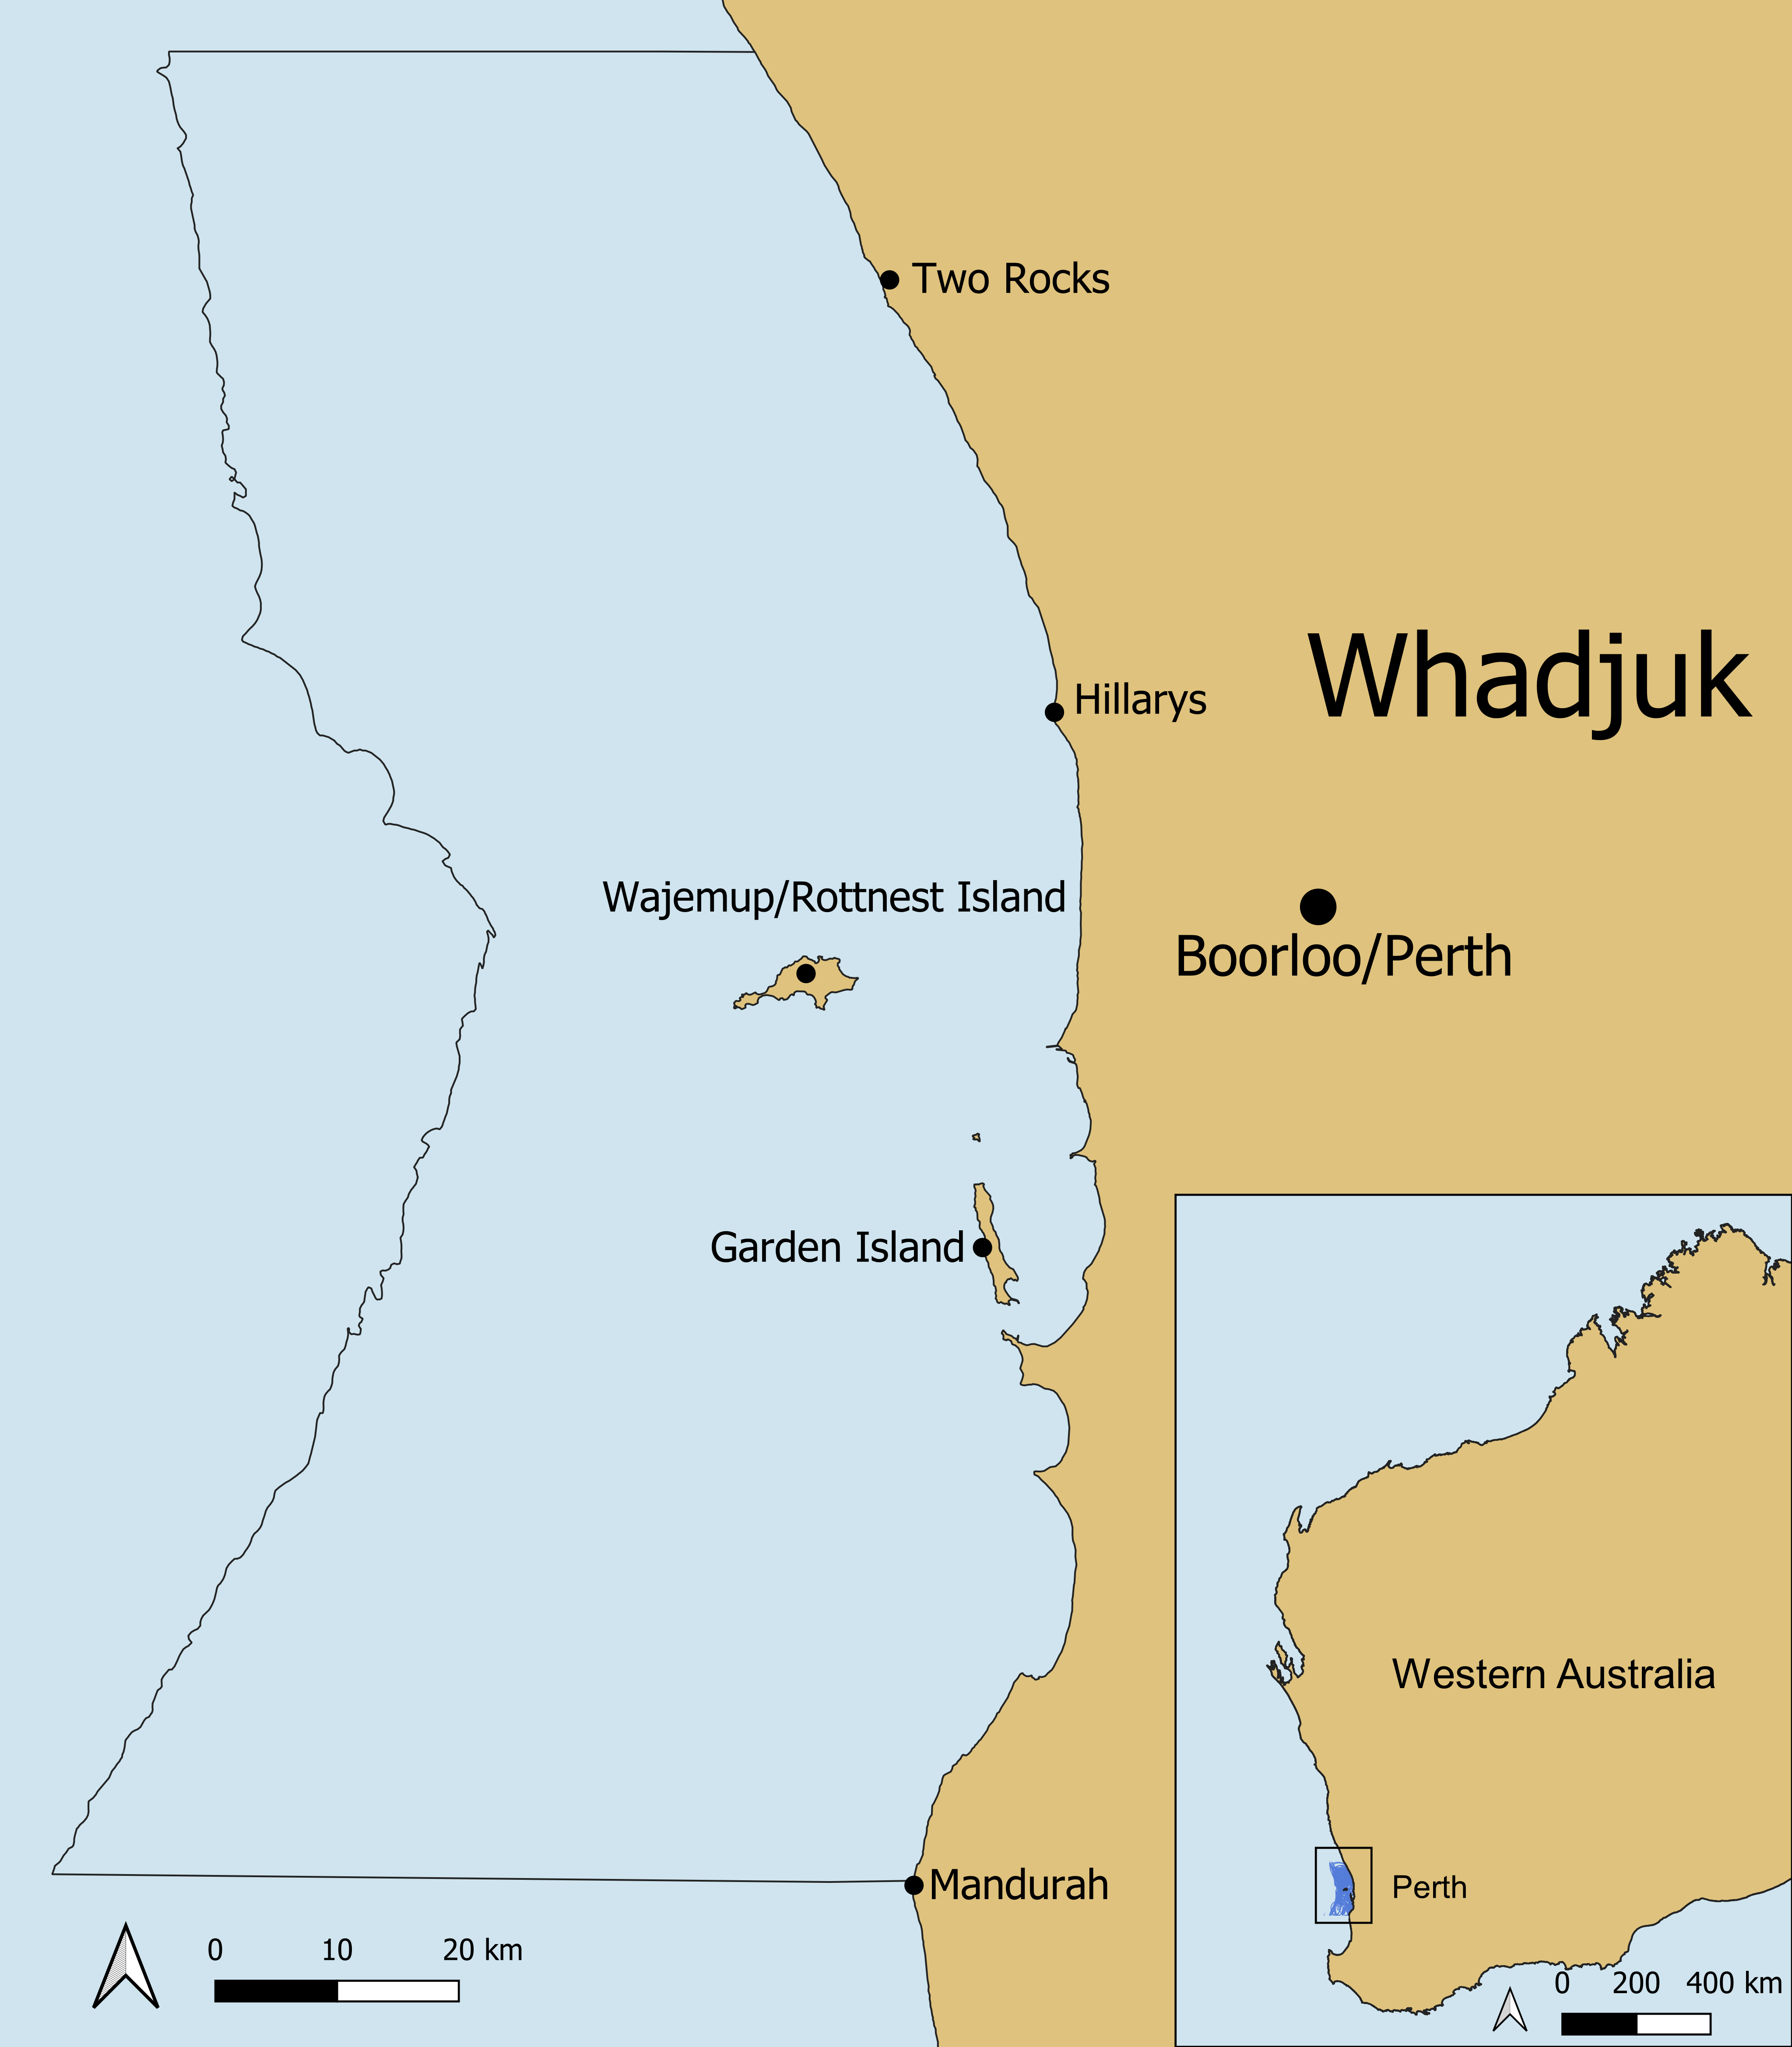 Two Rocks
Whadjuk
Hillarys
Wajemup/Rottnest Island
Boorloo/Perth
Garden Island
Western Australia
Mandurah
Perth
0 10 20 km
0 200 400 km